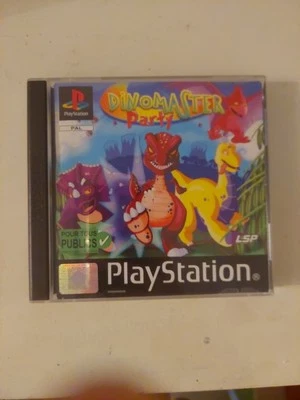 PlayStation
PAL
DINOMASTER
Party
POUR TOUS
PUBLICS
LSP
PlayStation